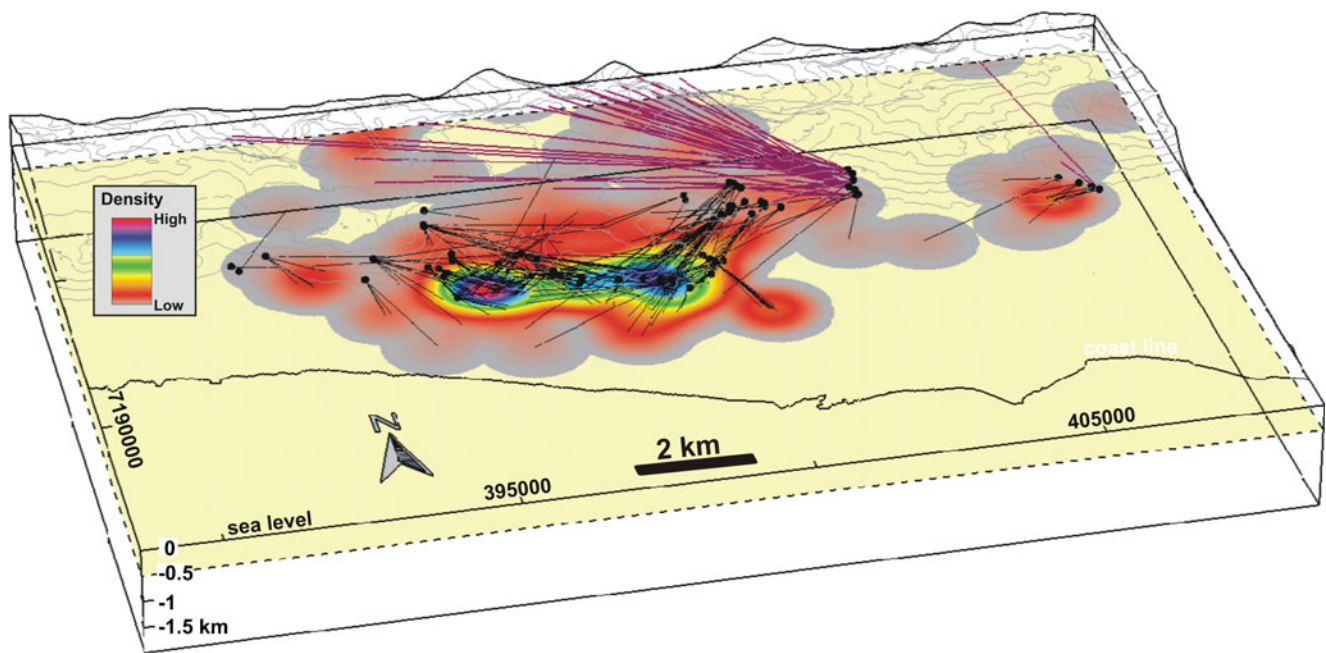 Density
High
Low
coast line
7190000
N
2 km
405000
395000
sea level
0
-0.5
-1
-1.5 km